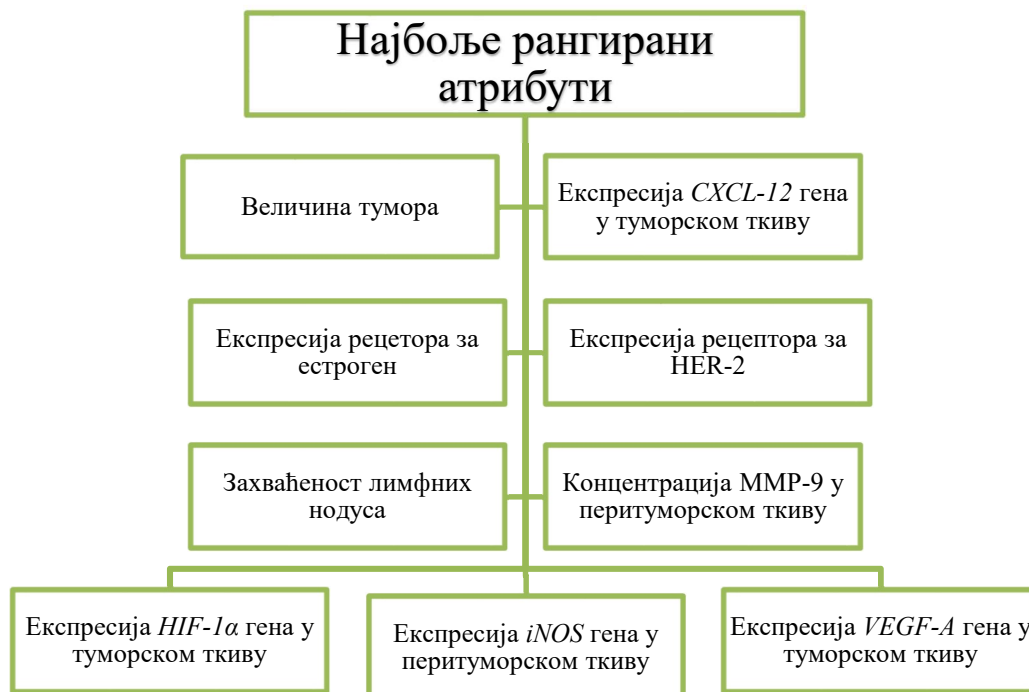 Најбоље рангирани
атрибути
Величина тумора
Експресија CXCL-12 гена
у туморском ткиву
Експресија рецетора за
естроген
Експресија рецептора за
HER-2
Захваћеност лимфних
нодуса
Концентрација MMP-9 у
перитуморском ткиву
Експресија HIF-1α гена у
туморском ткиву
Експресија iNOS гена у
перитуморском ткиву
Експресија VEGF-A гена у
туморском ткиву